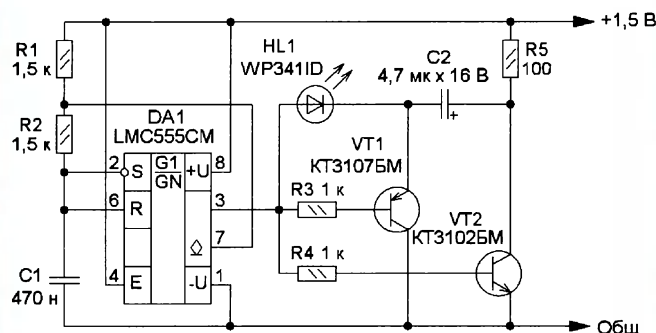 +1,5 В
R1
1,5 к
HL1
WP341ID
C2
4,7 мк x 16 В
R5
100
R2
1,5 к
DA1
LMC555CM
2
S
G1
GN
+U
8
VT1
КТ3107БМ
6
R
3
R3 1 к
VT2
КТ3102БМ
7
R4 1 к
C1
470 н
4
E
-U
1
+
Общ